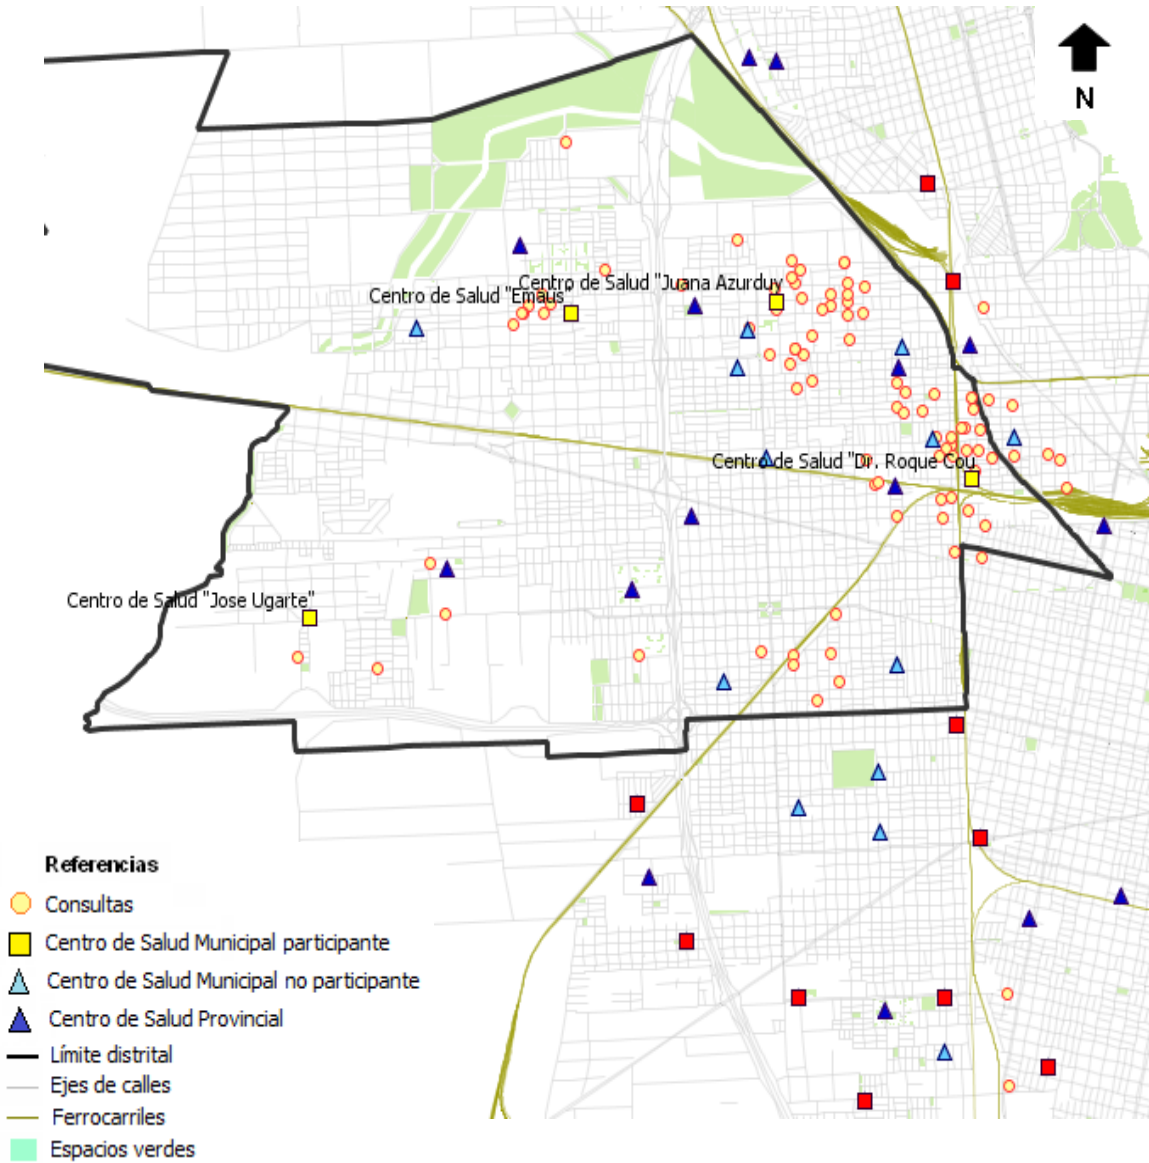 N
Centro de Salud "Juana Azurduy
Centro de Salud "Emaus"
Centro de Salud "Dr. Roque Cou
Centro de Salud "Jose Ugarte"
Referencias
Consultas
Centro de Salud Municipal participante
Centro de Salud Municipal no participante
Centro de Salud Provincial
Límite distrital
Ejes de calles
Ferrocarriles
Espacios verdes